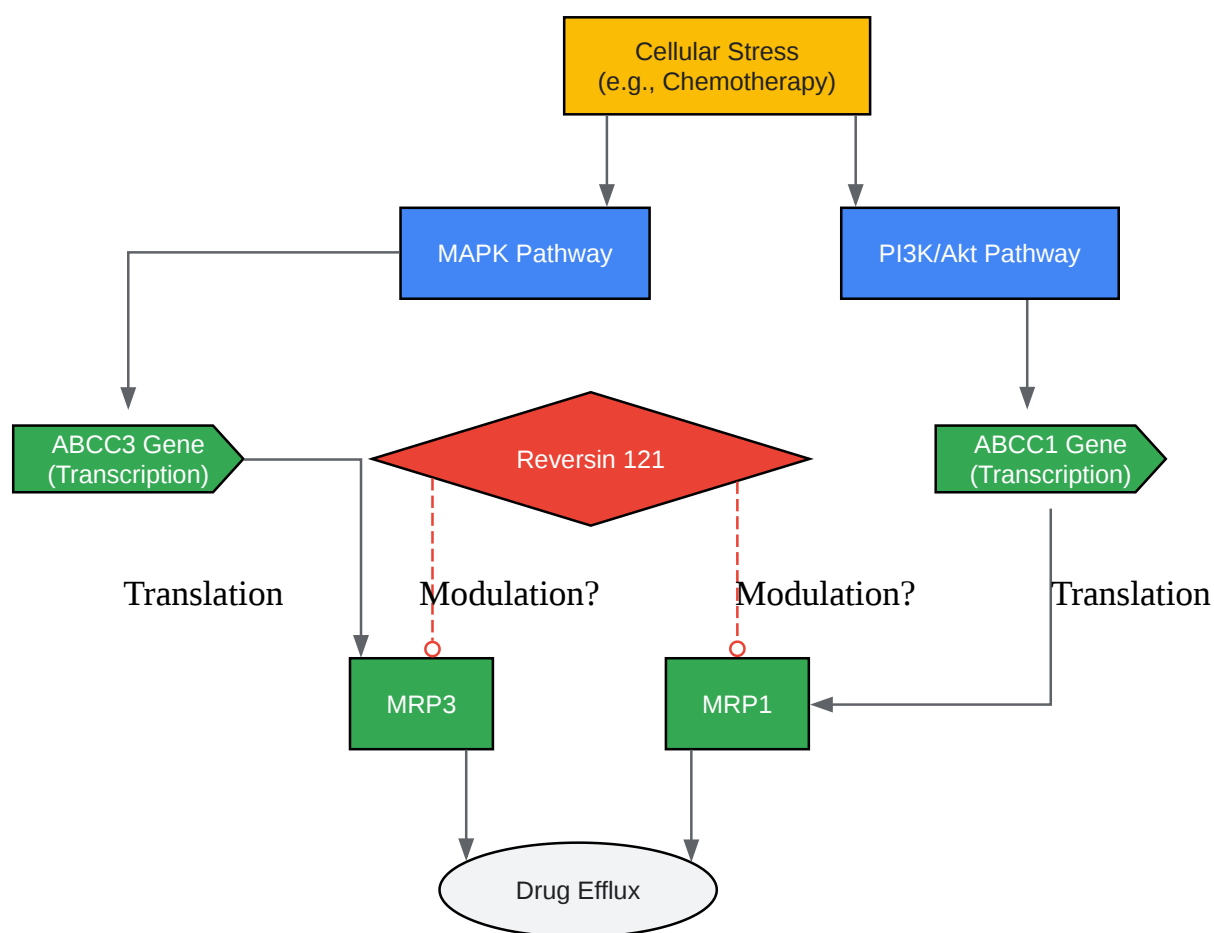 Cellular Stress
(e.g., Chemotherapy)
MAPK Pathway
PI3K/Akt Pathway
ABCC3 Gene
(Transcription)
Reversin 121
ABCC1 Gene
(Transcription)
Translation
Modulation?
Modulation?
Translation
MRP3
MRP1
Drug Efflux